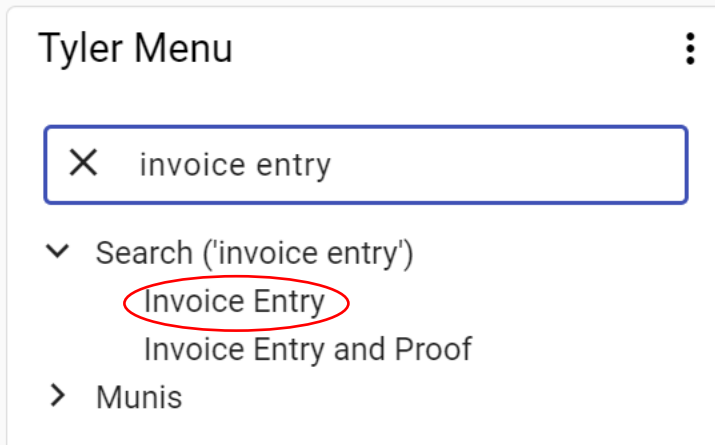 Tyler Menu
invoice entry
Search ('invoice entry')
Invoice Entry
Invoice Entry and Proof
Munis